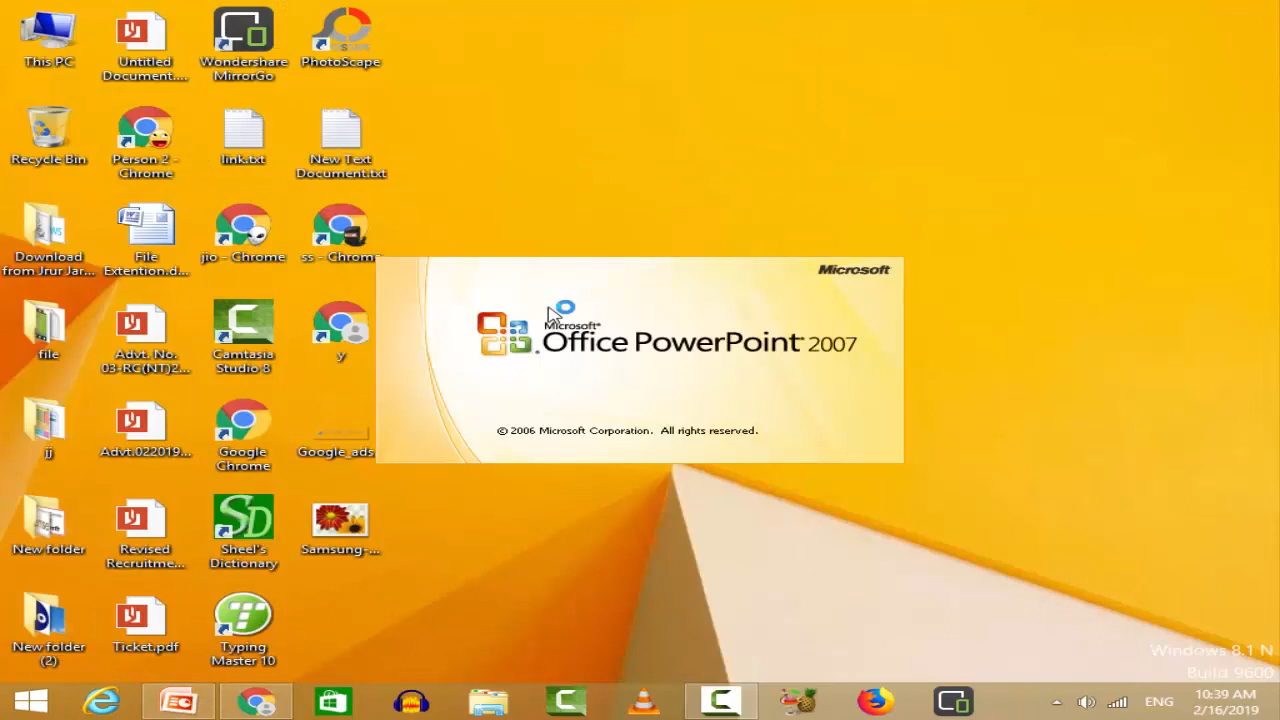 This PC
Untitled
Document....
Wondershare
MirrorGo
PhotoScape
Recycle Bin
Person 2 -
Chrome
link.txt
New Text
Document.txt
Download
from Jrur Jar...
File
Extention.d...
jio - Chrome
ss - Chrome
file
Advt. No.
03-RC(NT)2...
Camtasia
Studio 8
y
jj
Advt.022019...
Google
Chrome
Google_ads
New folder
Revised
Recruitme...
SD
Sheel's
Dictionary
Samsung-...
New folder
(2)
Ticket.pdf
Typing
Master 10
Microsoft
Microsoft®
Office PowerPoint® 2007
© 2006 Microsoft Corporation. All rights reserved.
Windows 8.1 N
Build 9600
ENG
10:39 AM
2/16/2019